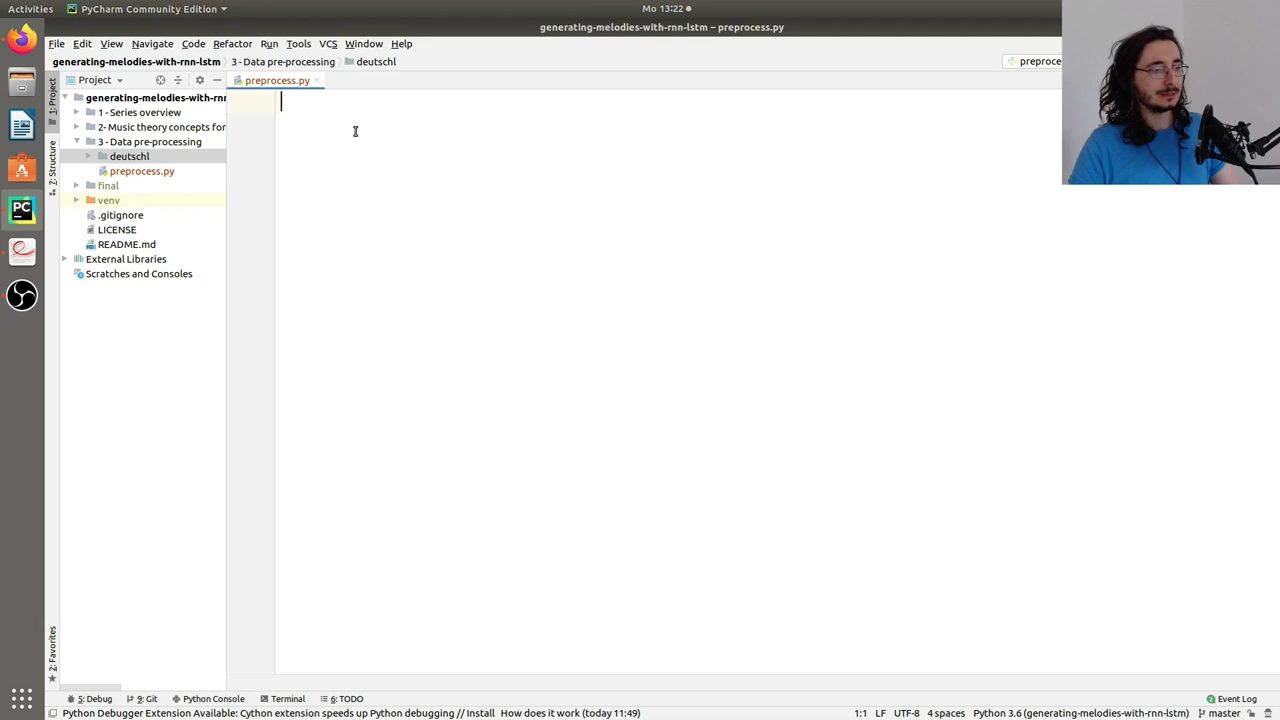 Activities
PyCharm Community Edition
Mo 13:22
generating-melodies-with-rnn-lstm – preprocess.py
File Edit View Navigate Code Refactor Run Tools VCS Window Help
generating-melodies-with-rnn-lstm
3 - Data pre-processing
deutschl
preproce
Project
preprocess.py
1: Project
7: Structure
2: Favorites
generating-melodies-with-rnn
1 - Series overview
2- Music theory concepts for
3 - Data pre-processing
deutschl
preprocess.py
final
venv
.gitignore
LICENSE
README.md
External Libraries
Scratches and Consoles
5: Debug
9: Git
Python Console
Terminal
6: TODO
Event Log
Python Debugger Extension Available: Cython extension speeds up Python debugging // Install How does it work (today 11:49)
1:1 LF UTF-8 4 spaces Python 3.6 (generating-melodies-with-rnn-lstm) master